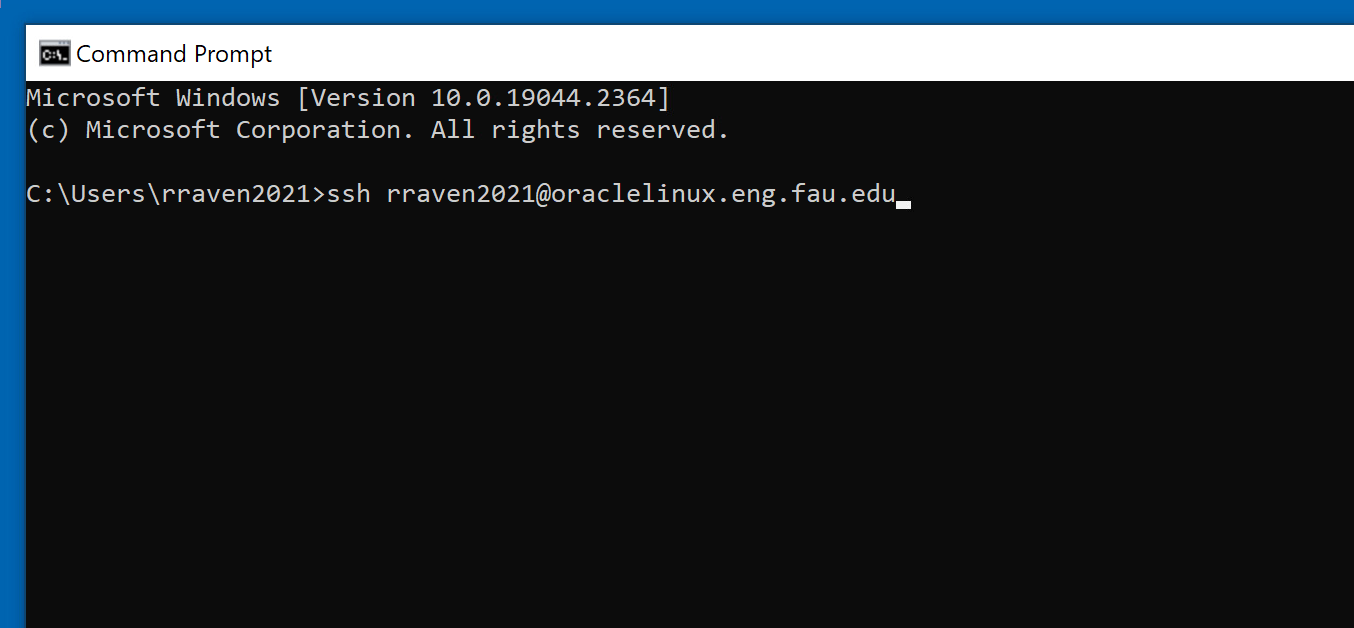 Command Prompt
Microsoft Windows [Version 10.0.19044.2364]
(c) Microsoft Corporation. All rights reserved.
C:\Users\rraven2021>ssh rraven2021@oraclelinux.eng.fau.edu